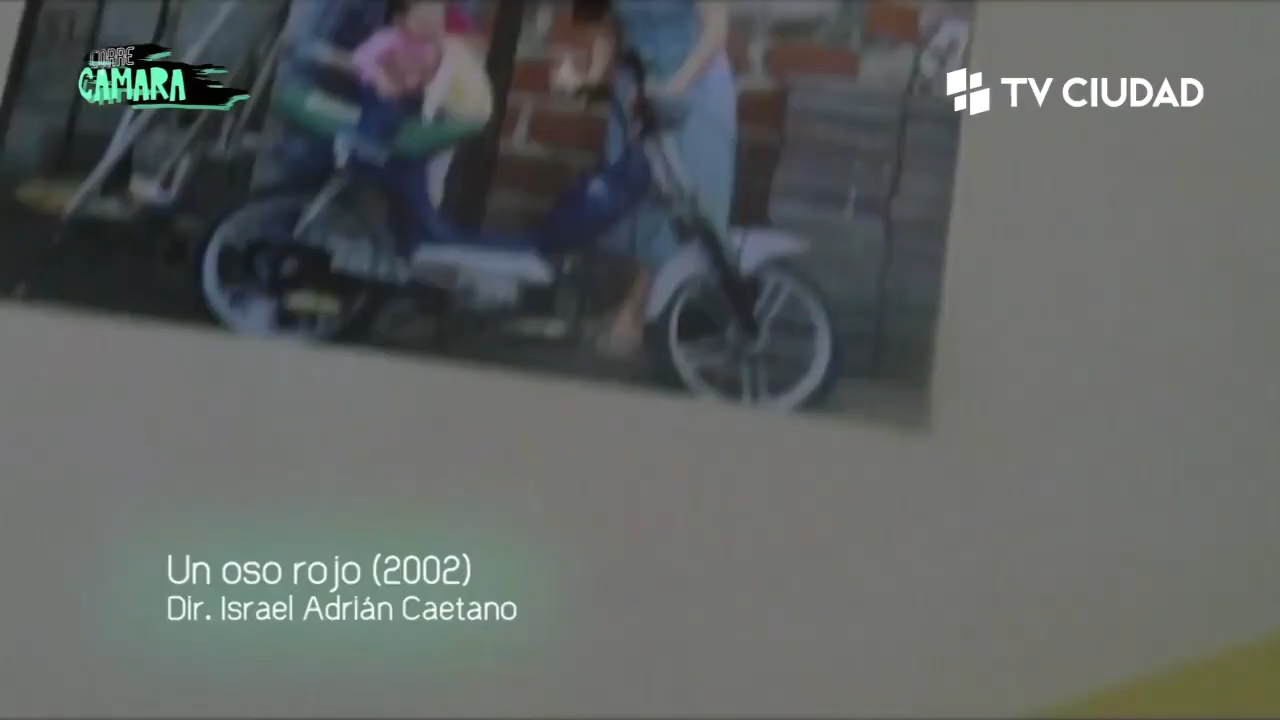 CORRE
CAMARA
TV CIUDAD
Un oso rojo (2002)
Dir. Israel Adrián Caetano